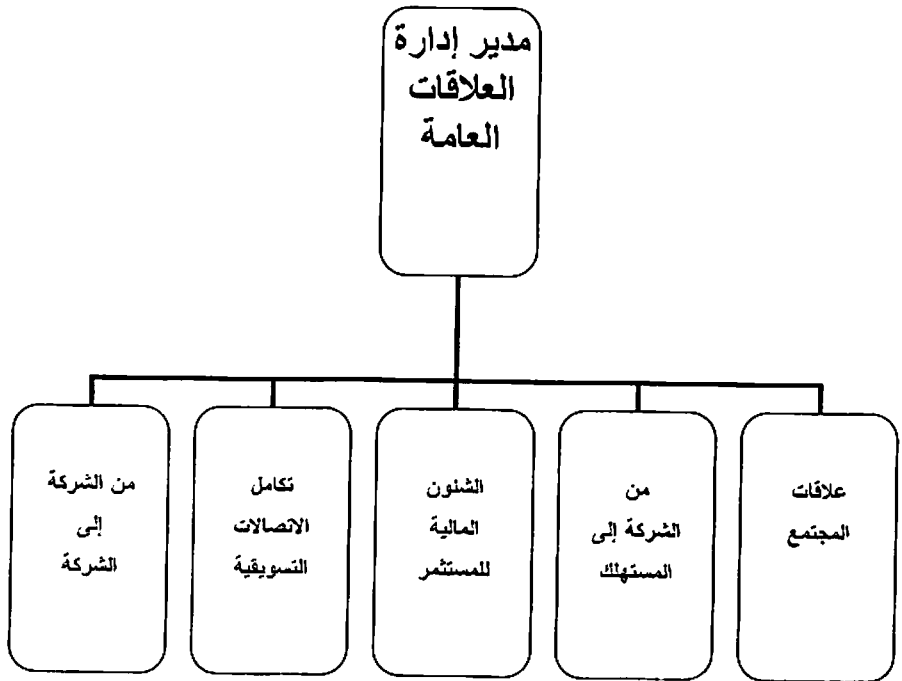 مدير إدارة
العلاقات
العامة
علاقات
المجتمع
من
الشركة إلى
المستهلك
الشئون
المالية
للمستثمر
تكامل
الاتصالات
التسويقية
من الشركة
إلى
الشركة